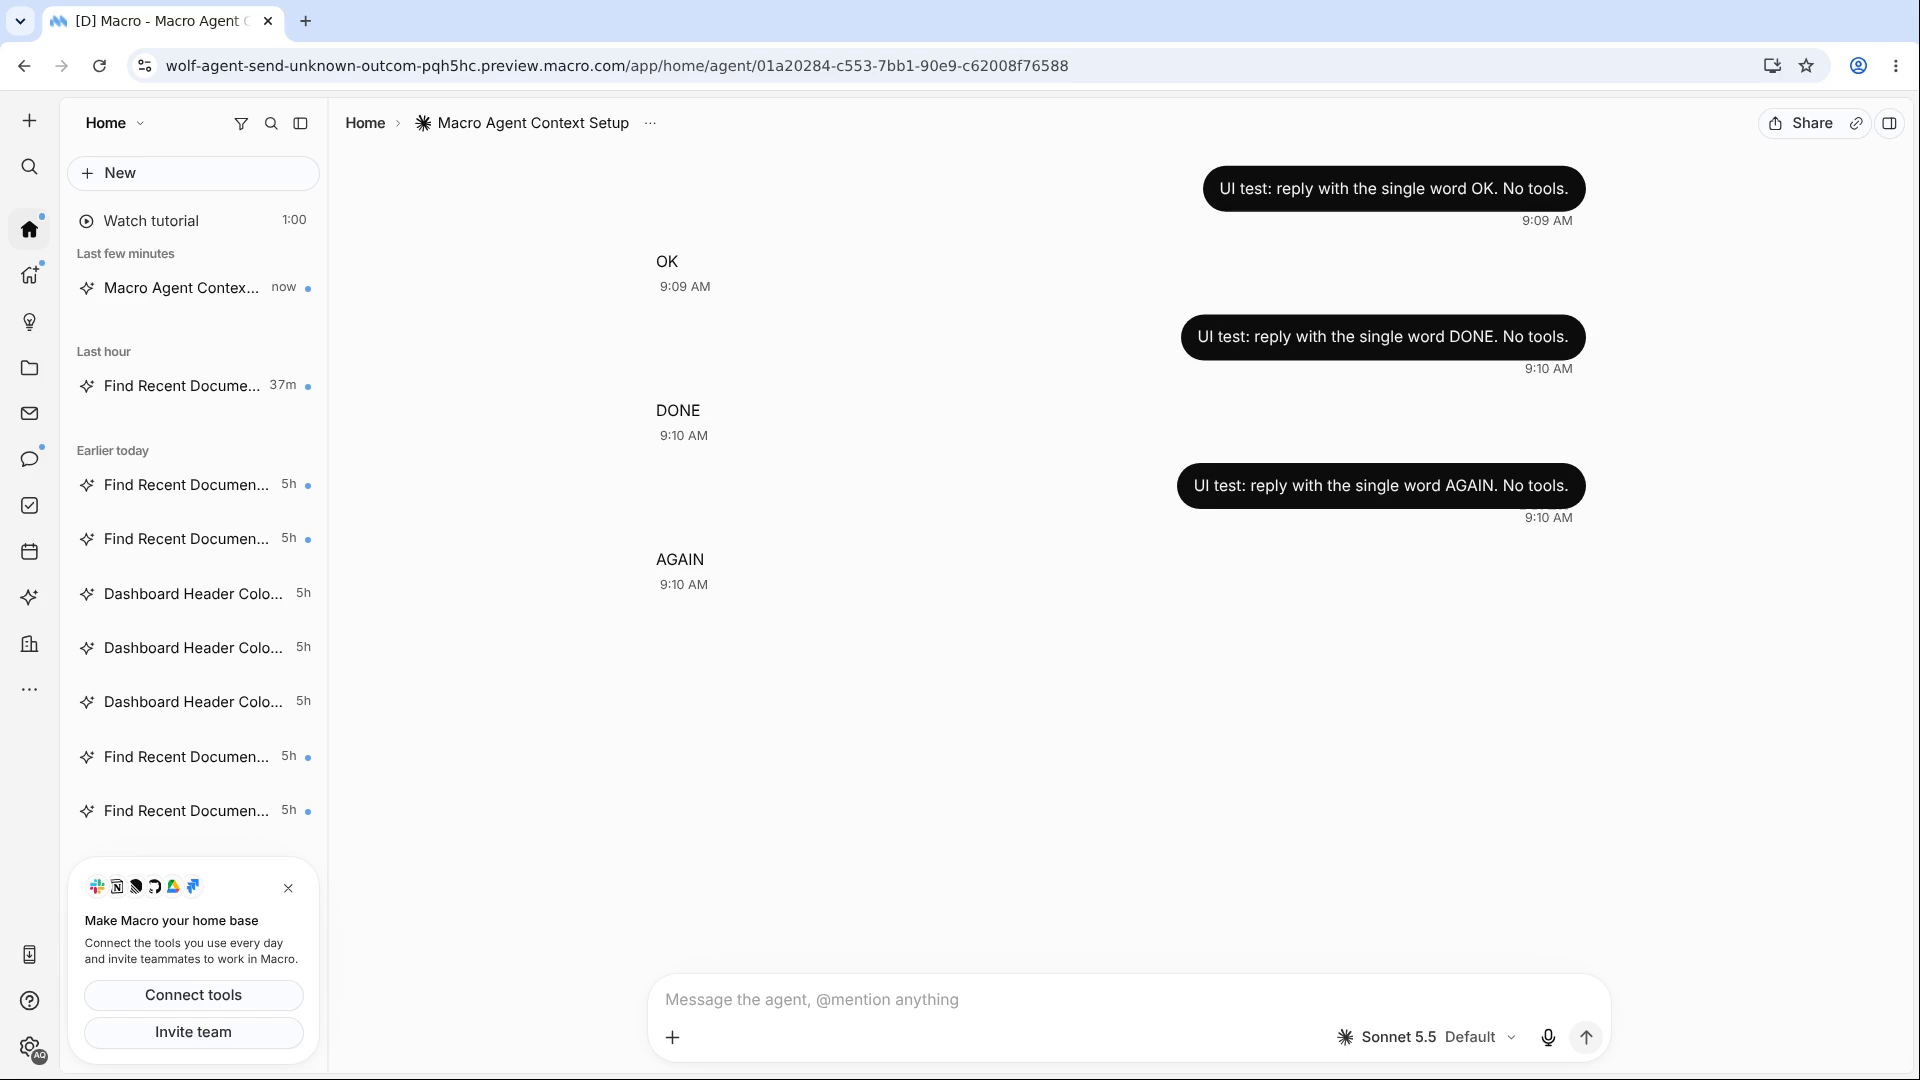 [D] Macro - Macro Agent C
wolf-agent-send-unknown-outcom-pqh5hc.preview.macro.com/app/home/agent/01a20284-c553-7bb1-90e9-c62008f76588
Home
Home
Macro Agent Context Setup
Share
New
Watch tutorial 1:00
Last few minutes
Macro Agent Contex... now
Last hour
Find Recent Docume... 37m
Earlier today
Find Recent Documen... 5h
Find Recent Documen... 5h
Dashboard Header Colo... 5h
Dashboard Header Colo... 5h
Dashboard Header Colo... 5h
Find Recent Documen... 5h
Find Recent Documen... 5h
Make Macro your home base
Connect the tools you use every day
and invite teammates to work in Macro.
Connect tools
Invite team
AQ
UI test: reply with the single word OK. No tools.
9:09 AM
OK
9:09 AM
UI test: reply with the single word DONE. No tools.
9:10 AM
DONE
9:10 AM
UI test: reply with the single word AGAIN. No tools.
9:10 AM
AGAIN
9:10 AM
Message the agent, @mention anything
Sonnet 5.5 Default